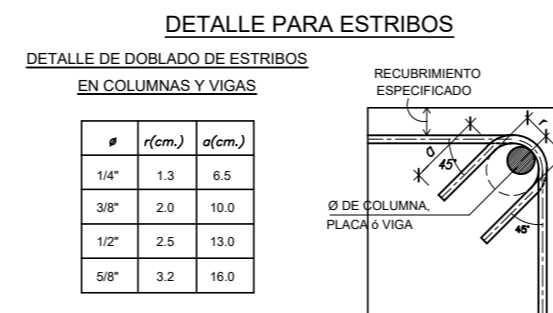 DETALLE PARA ESTRIBOS
DETALLE DE DOBLADO DE ESTRIBOS
EN COLUMNAS Y VIGAS
ø r(cm.) a(cm.)
1/4" 1.3 6.5
3/8" 2.0 10.0
1/2" 2.5 13.0
5/8" 3.2 16.0
RECUBRIMIENTO
ESPECIFICADO
r
a
45°
Ø DE COLUMNA,
PLACA ó VIGA
45°